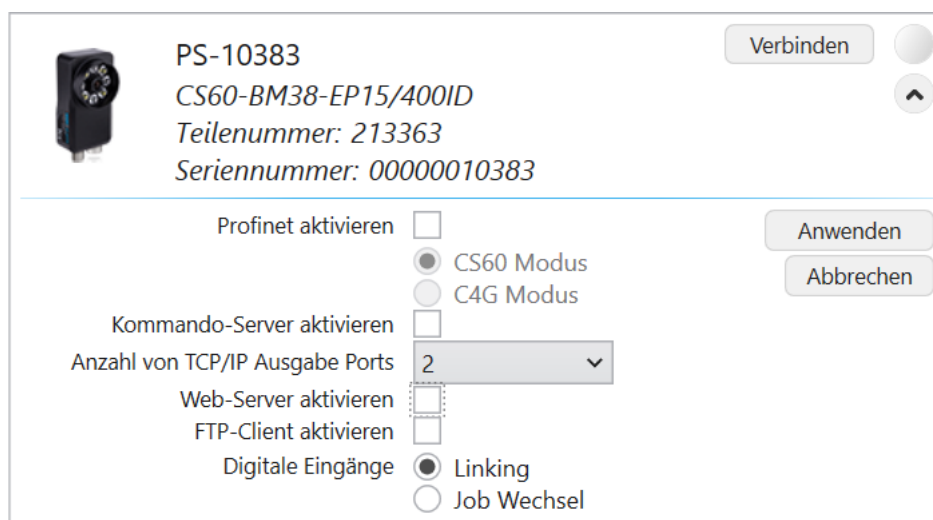 PS-10383
Verbinden
CS60-BM38-EP15/400ID
Teilenummer: 213363
Seriennummer: 00000010383
Profinet aktivieren
Anwenden
CS60 Modus
Abbrechen
C4G Modus
Kommando-Server aktivieren
Anzahl von TCP/IP Ausgabe Ports 2
Web-Server aktivieren
FTP-Client aktivieren
Digitale Eingänge Linking
Job Wechsel